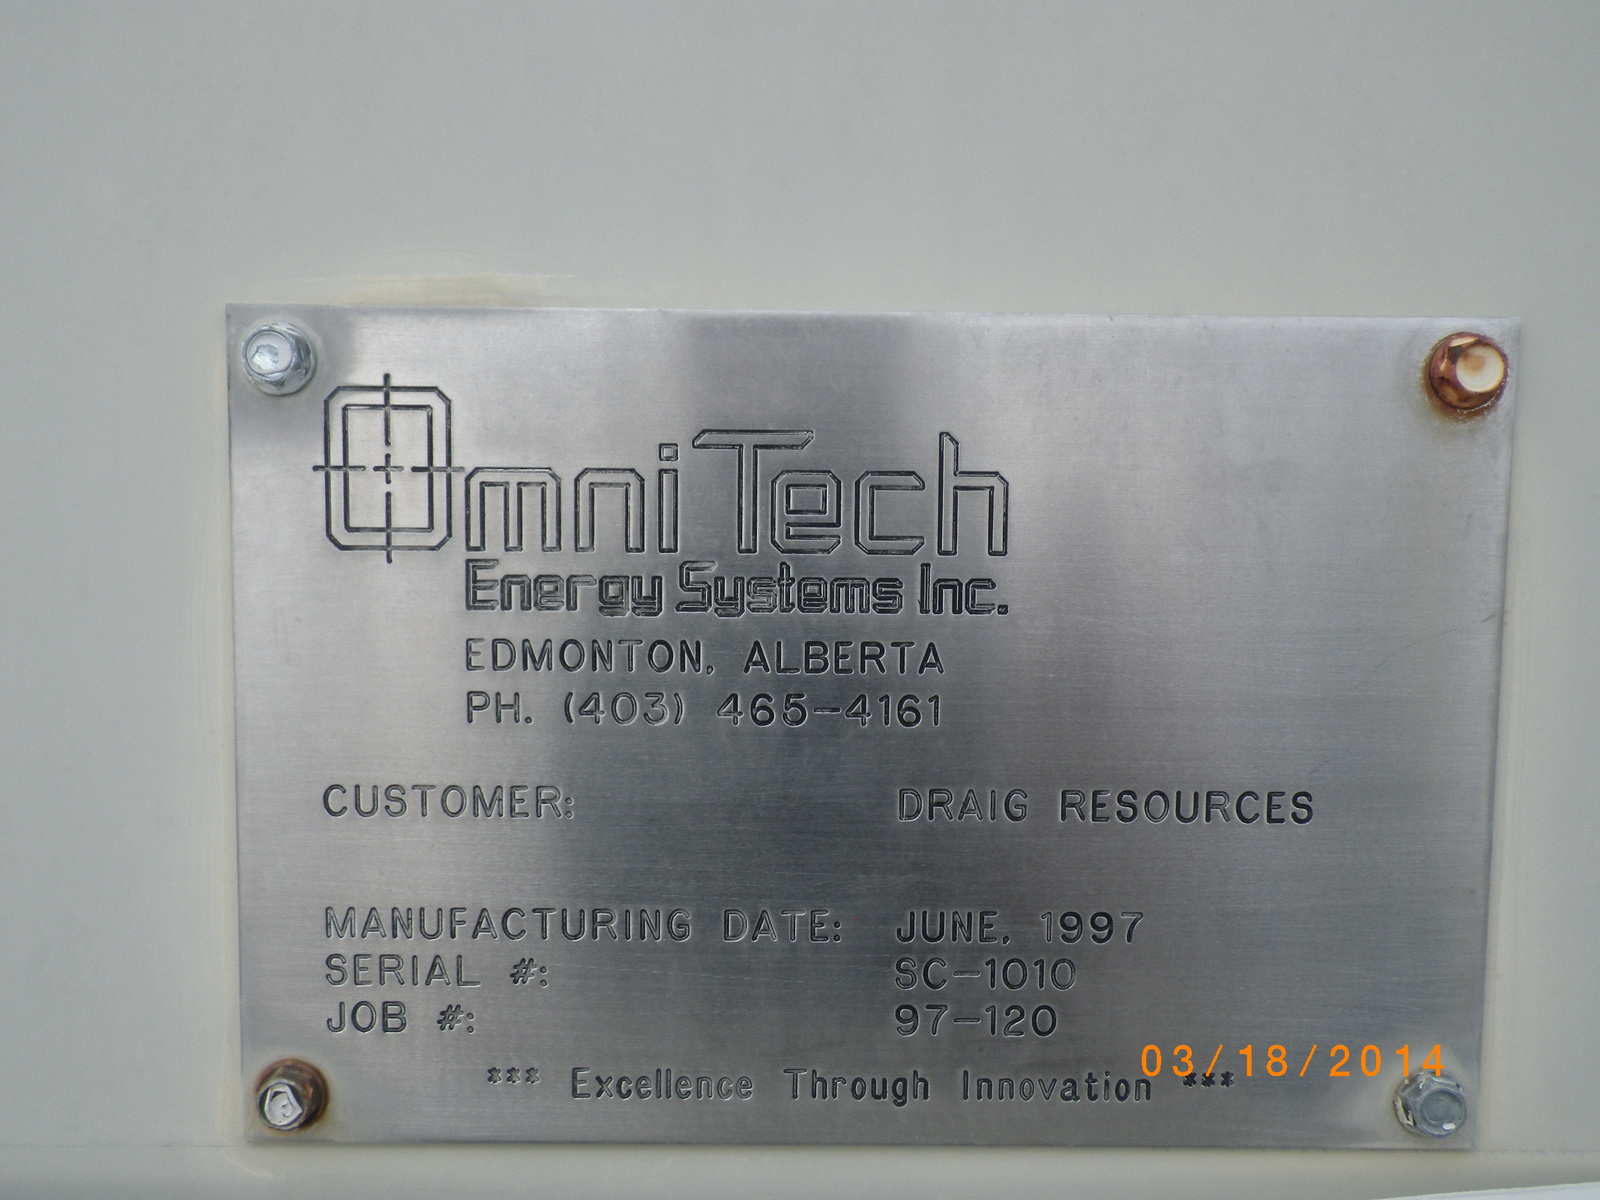 OmniTech
Energy Systems Inc.
EDMONTON, ALBERTA
PH. (403) 465-4161
CUSTOMER: DRAIG RESOURCES
MANUFACTURING DATE: JUNE, 1997
SERIAL #: SC-1010
JOB #: 97-120
*** Excellence Through Innovation ***
03/18/2014